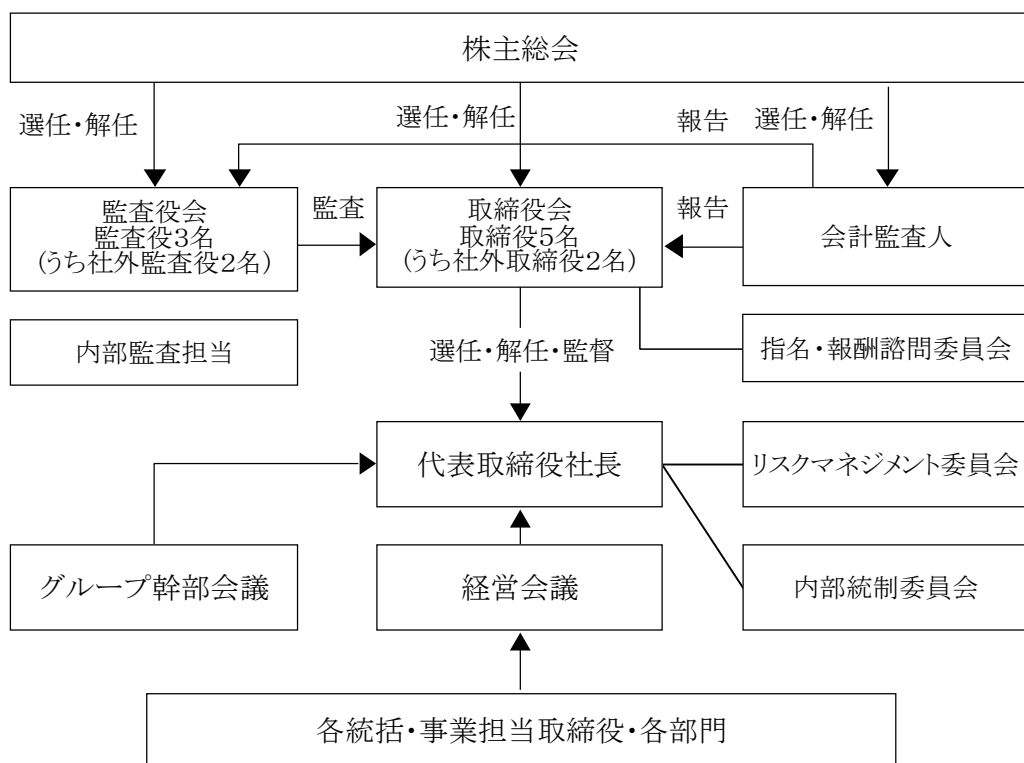 株主総会
選任・解任
選任・解任
報告
選任・解任
監査役会
監査役3名
(うち社外監査役2名)
監査
取締役会
取締役5名
(うち社外取締役2名)
報告
会計監査人
内部監査担当
選任・解任・監督
指名・報酬諮問委員会
代表取締役社長
リスクマネジメント委員会
グループ幹部会議
経営会議
内部統制委員会
各統括・事業担当取締役・各部門